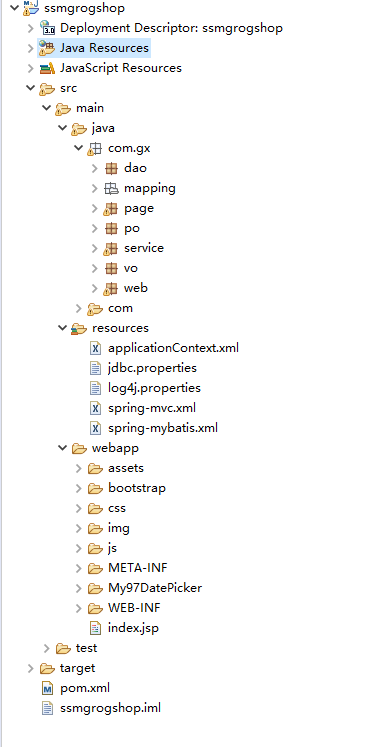 ssmgrogshop
Deployment Descriptor: ssmgrogshop
Java Resources
JavaScript Resources
src
main
java
com.gx
dao
mapping
page
po
service
vo
web
com
resources
applicationContext.xml
jdbc.properties
log4j.properties
spring-mvc.xml
spring-mybatis.xml
webapp
assets
bootstrap
css
img
js
META-INF
My97DatePicker
WEB-INF
index.jsp
test
target
pom.xml
ssmgrogshop.iml